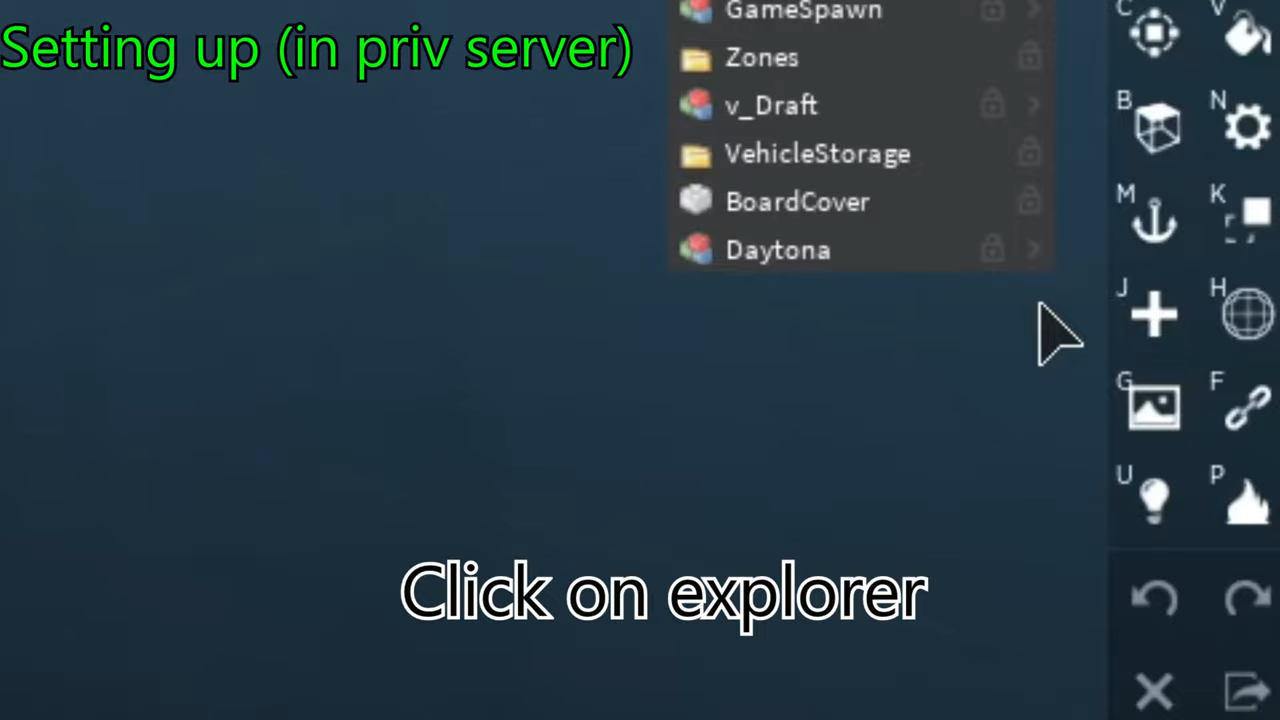 Setting up (in priv server)
GameSpawn
Zones
v_Draft
VehicleStorage
BoardCover
Daytona
C V
B N
M K
J H
G F
U P
Click on explorer